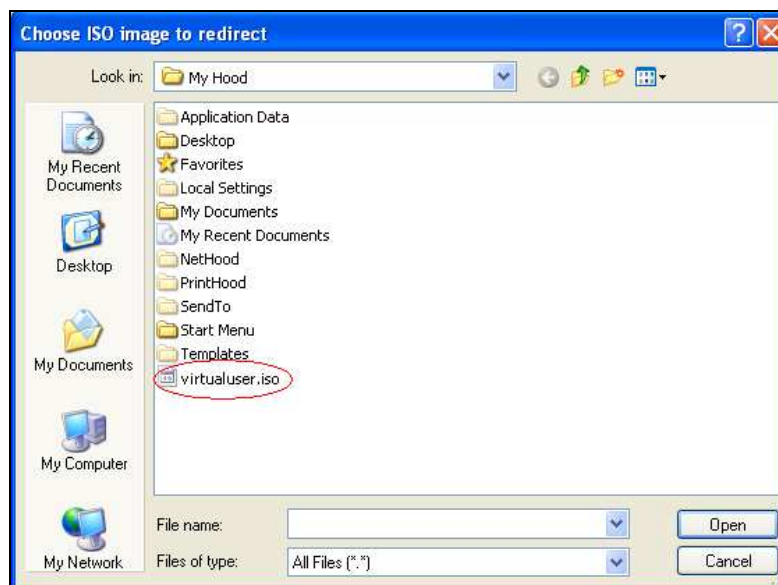 Choose ISO image to redirect
Look in: My Hood
Application Data
Desktop
Favorites
Local Settings
My Documents
My Recent Documents
NetHood
PrintHood
SendTo
Start Menu
Templates
virtualuser.iso
My Recent
Documents
Desktop
My Documents
My Computer
My Network
File name:
Open
Files of type: All Files (*.*)
Cancel